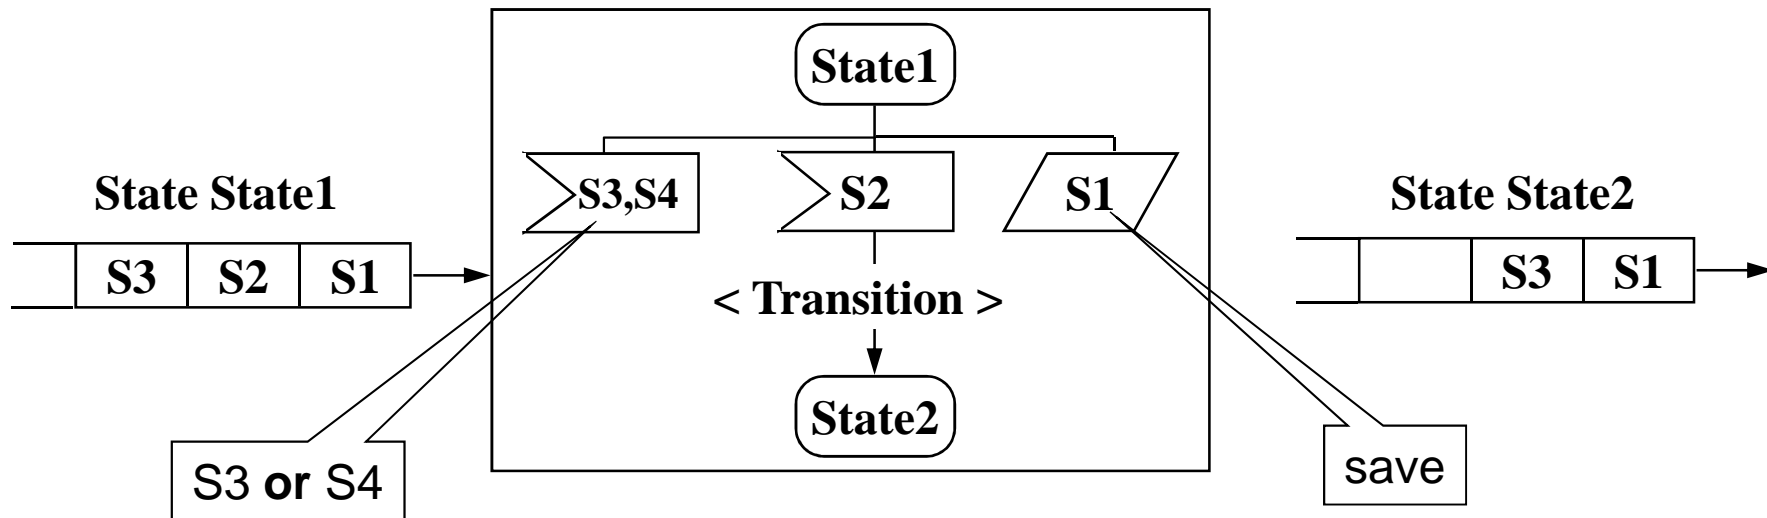 State1
State State1
S3,S4
S2
S1
State State2
S3
S2
S1
S3
S1
< Transition >
State2
S3 or S4
save